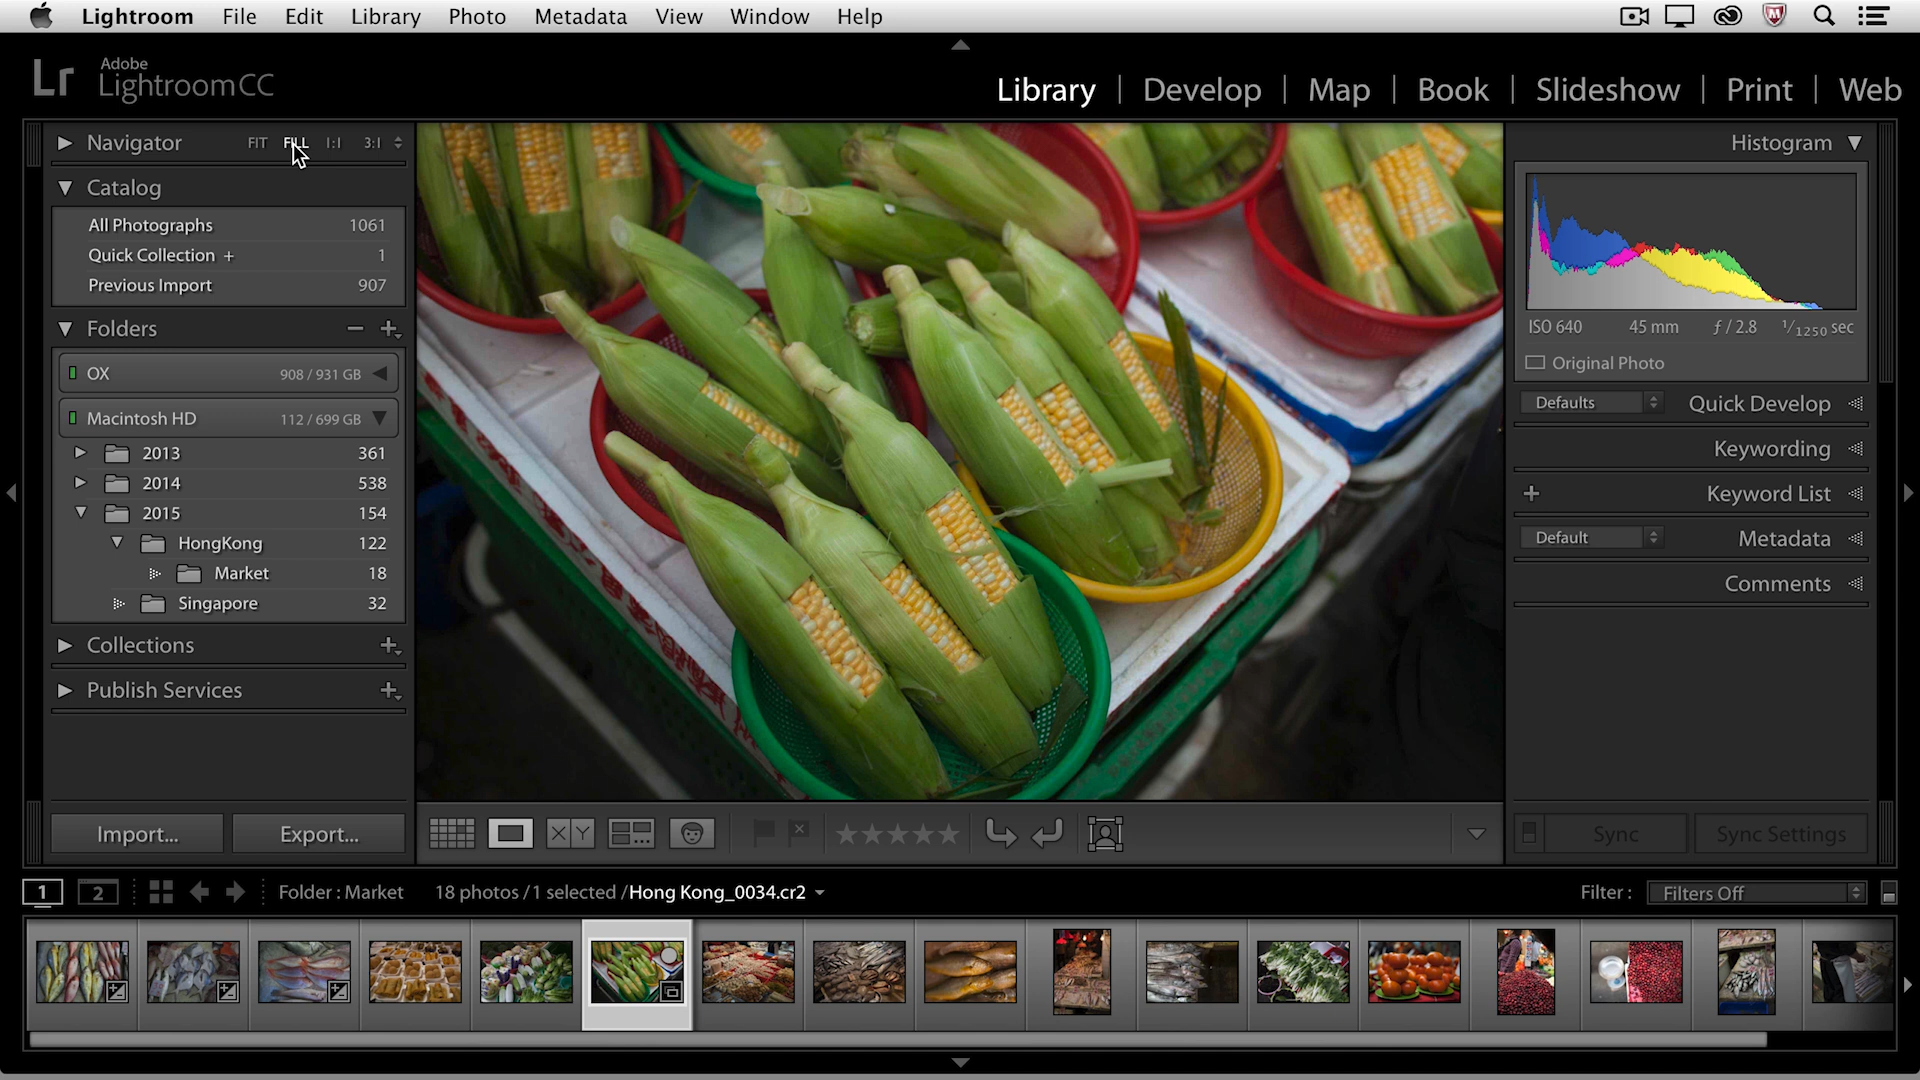 Lightroom File Edit Library Photo Metadata View Window Help
Lr Adobe
Lightroom CC
Library | Develop | Map | Book | Slideshow | Print | Web
Navigator FIT FILL 1:1 3:1
Catalog
All Photographs 1061
Quick Collection + 1
Previous Import 907
Folders
OX 908 / 931 GB
Macintosh HD 112 / 699 GB
2013 361
2014 538
2015 154
HongKong 122
Market 18
Singapore 32
Collections
Publish Services
Import... Export...
Histogram
ISO 640 45 mm ƒ / 2.8 1/1250 sec
Original Photo
Defaults Quick Develop
Keywording
Keyword List
Default Metadata
Comments
X Y
Sync Sync Settings
1 2 Folder : Market 18 photos / 1 selected / Hong Kong_0034.cr2 Filter : Filters Off